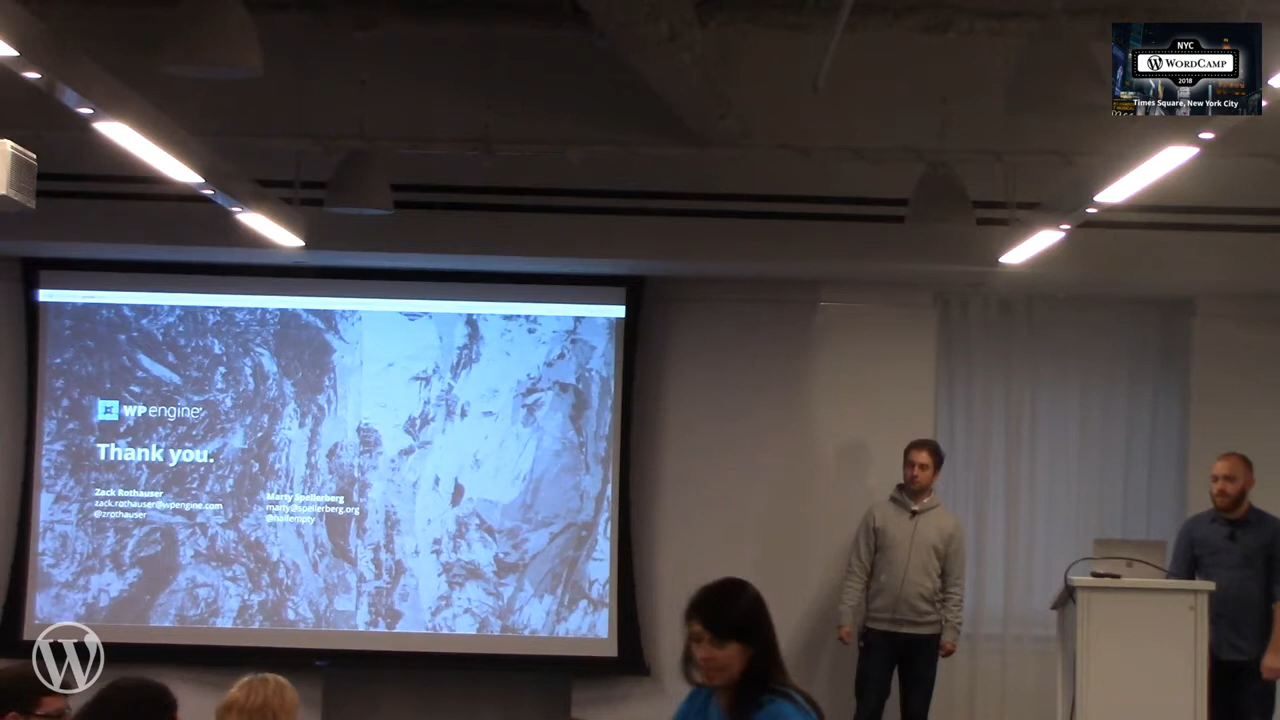 NYC
WORDCAMP
2018
Times Square, New York City
WP engine
Thank you.
Zack Rothauser
zack.rothauser@wpengine.com
@zrothauser
Marty Spellerberg
marty@spellerberg.org
@halfempty